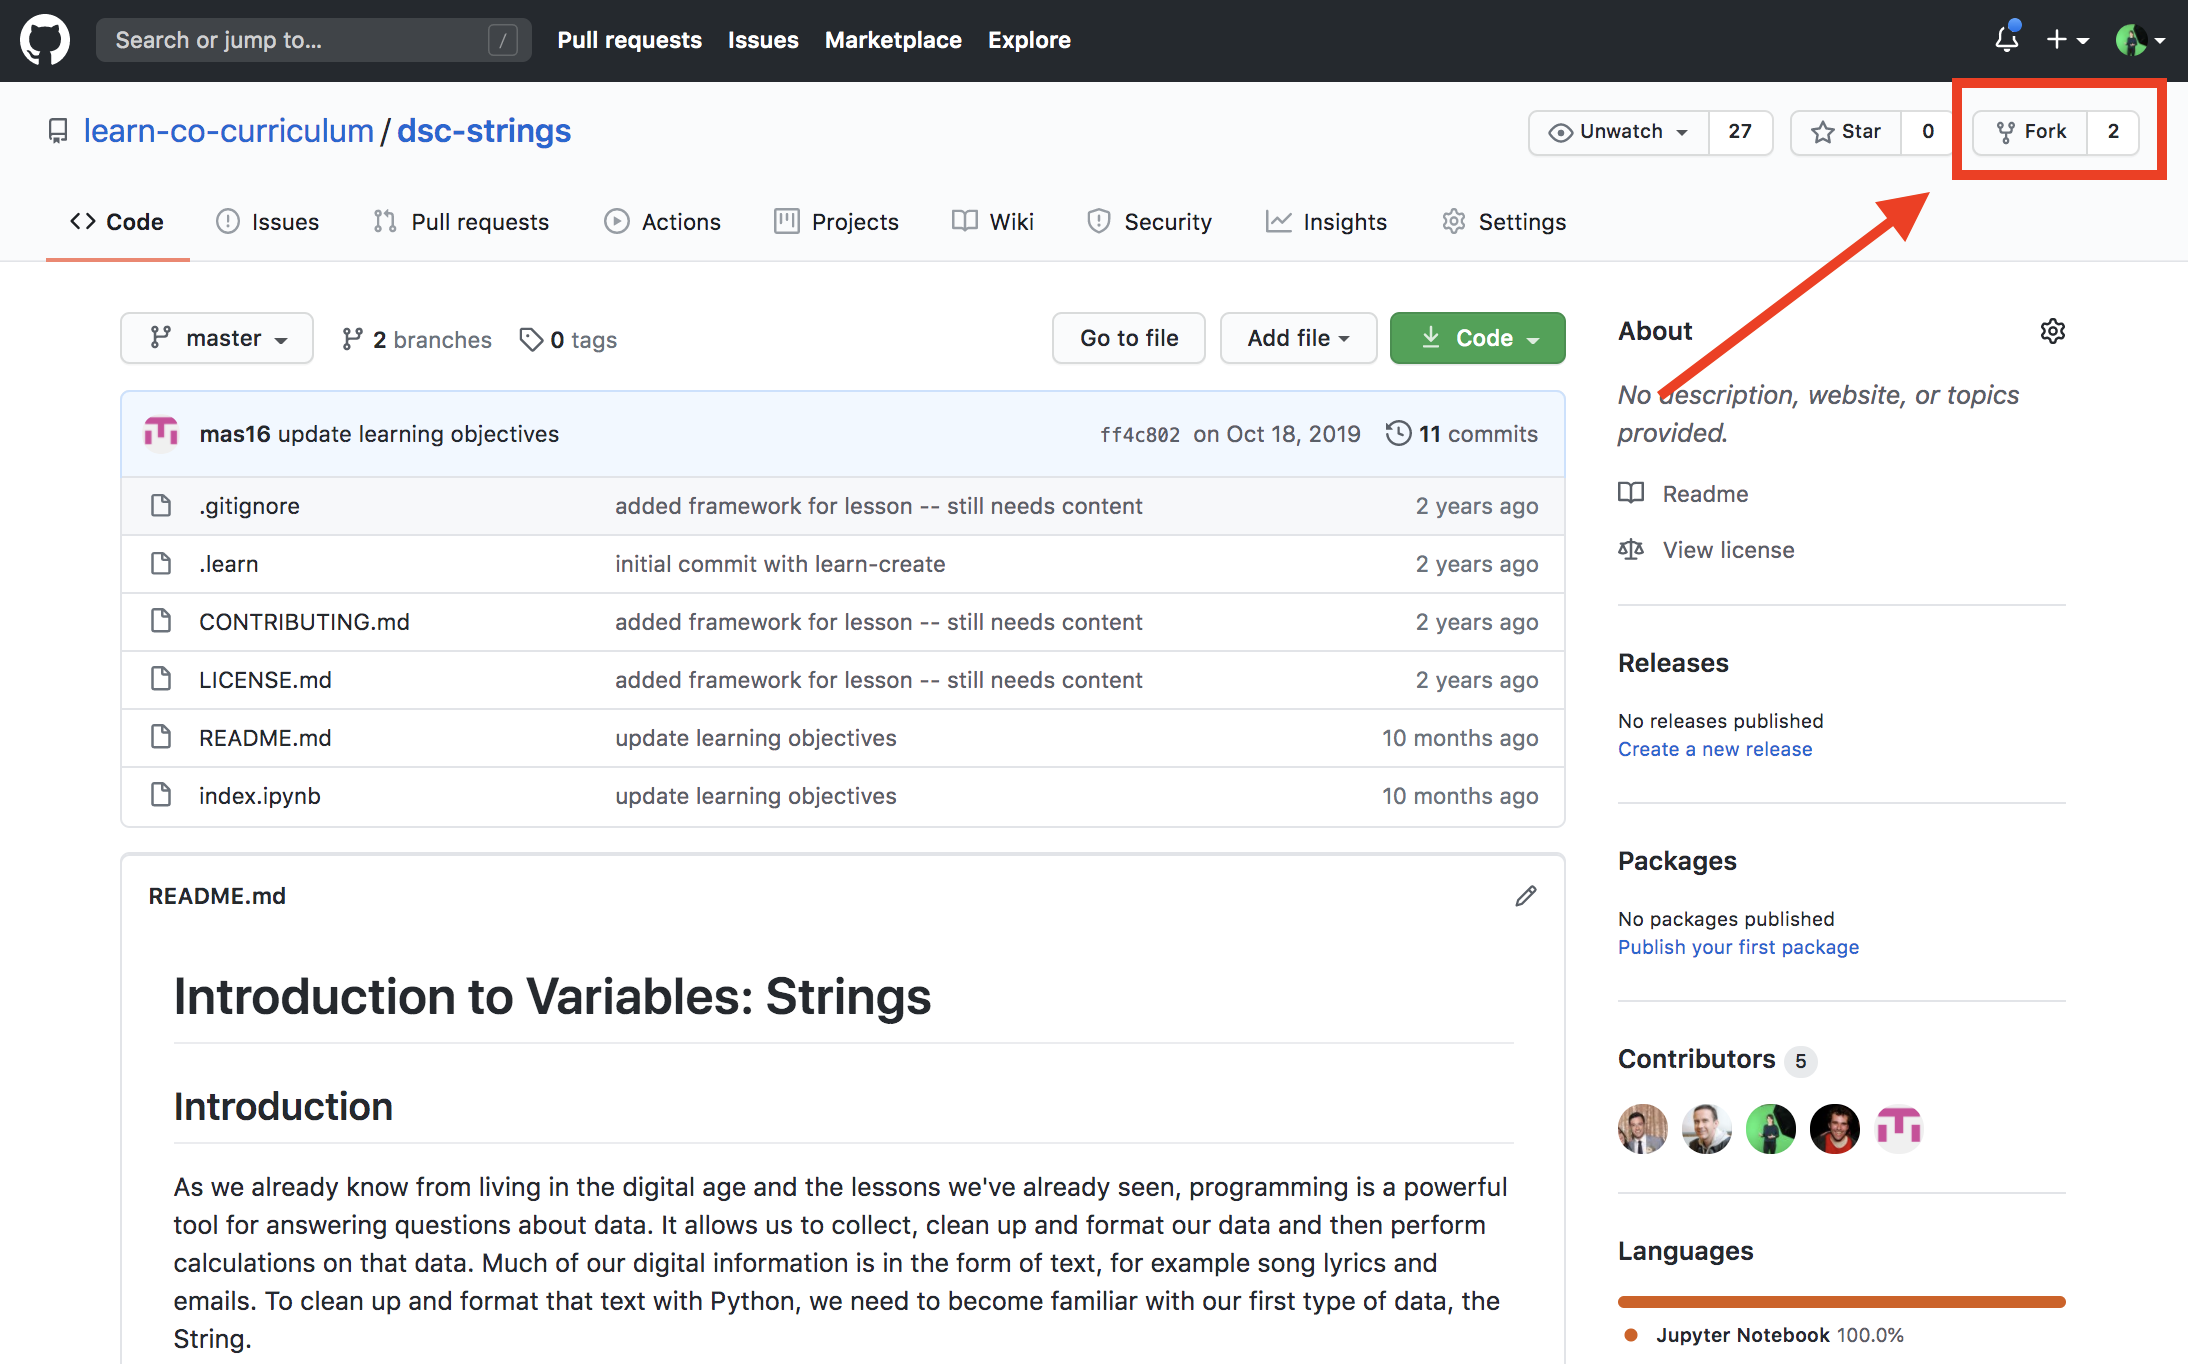 Search or jump to... /
Pull requests Issues Marketplace Explore
learn-co-curriculum / dsc-strings
Unwatch 27 Star 0 Fork 2
Code Issues Pull requests Actions Projects Wiki Security Insights Settings
master 2 branches 0 tags Go to file Add file Code
mas16 update learning objectives ff4c802 on Oct 18, 2019 11 commits
.gitignore added framework for lesson -- still needs content 2 years ago
.learn initial commit with learn-create 2 years ago
CONTRIBUTING.md added framework for lesson -- still needs content 2 years ago
LICENSE.md added framework for lesson -- still needs content 2 years ago
README.md update learning objectives 10 months ago
index.ipynb update learning objectives 10 months ago
README.md
Introduction to Variables: Strings
Introduction
As we already know from living in the digital age and the lessons we've already seen, programming is a powerful
tool for answering questions about data. It allows us to collect, clean up and format our data and then perform
calculations on that data. Much of our digital information is in the form of text, for example song lyrics and
emails. To clean up and format that text with Python, we need to become familiar with our first type of data, the
String.
About
No description, website, or topics
provided.
Readme
View license
Releases
No releases published
Create a new release
Packages
No packages published
Publish your first package
Contributors 5
Languages
Jupyter Notebook 100.0%